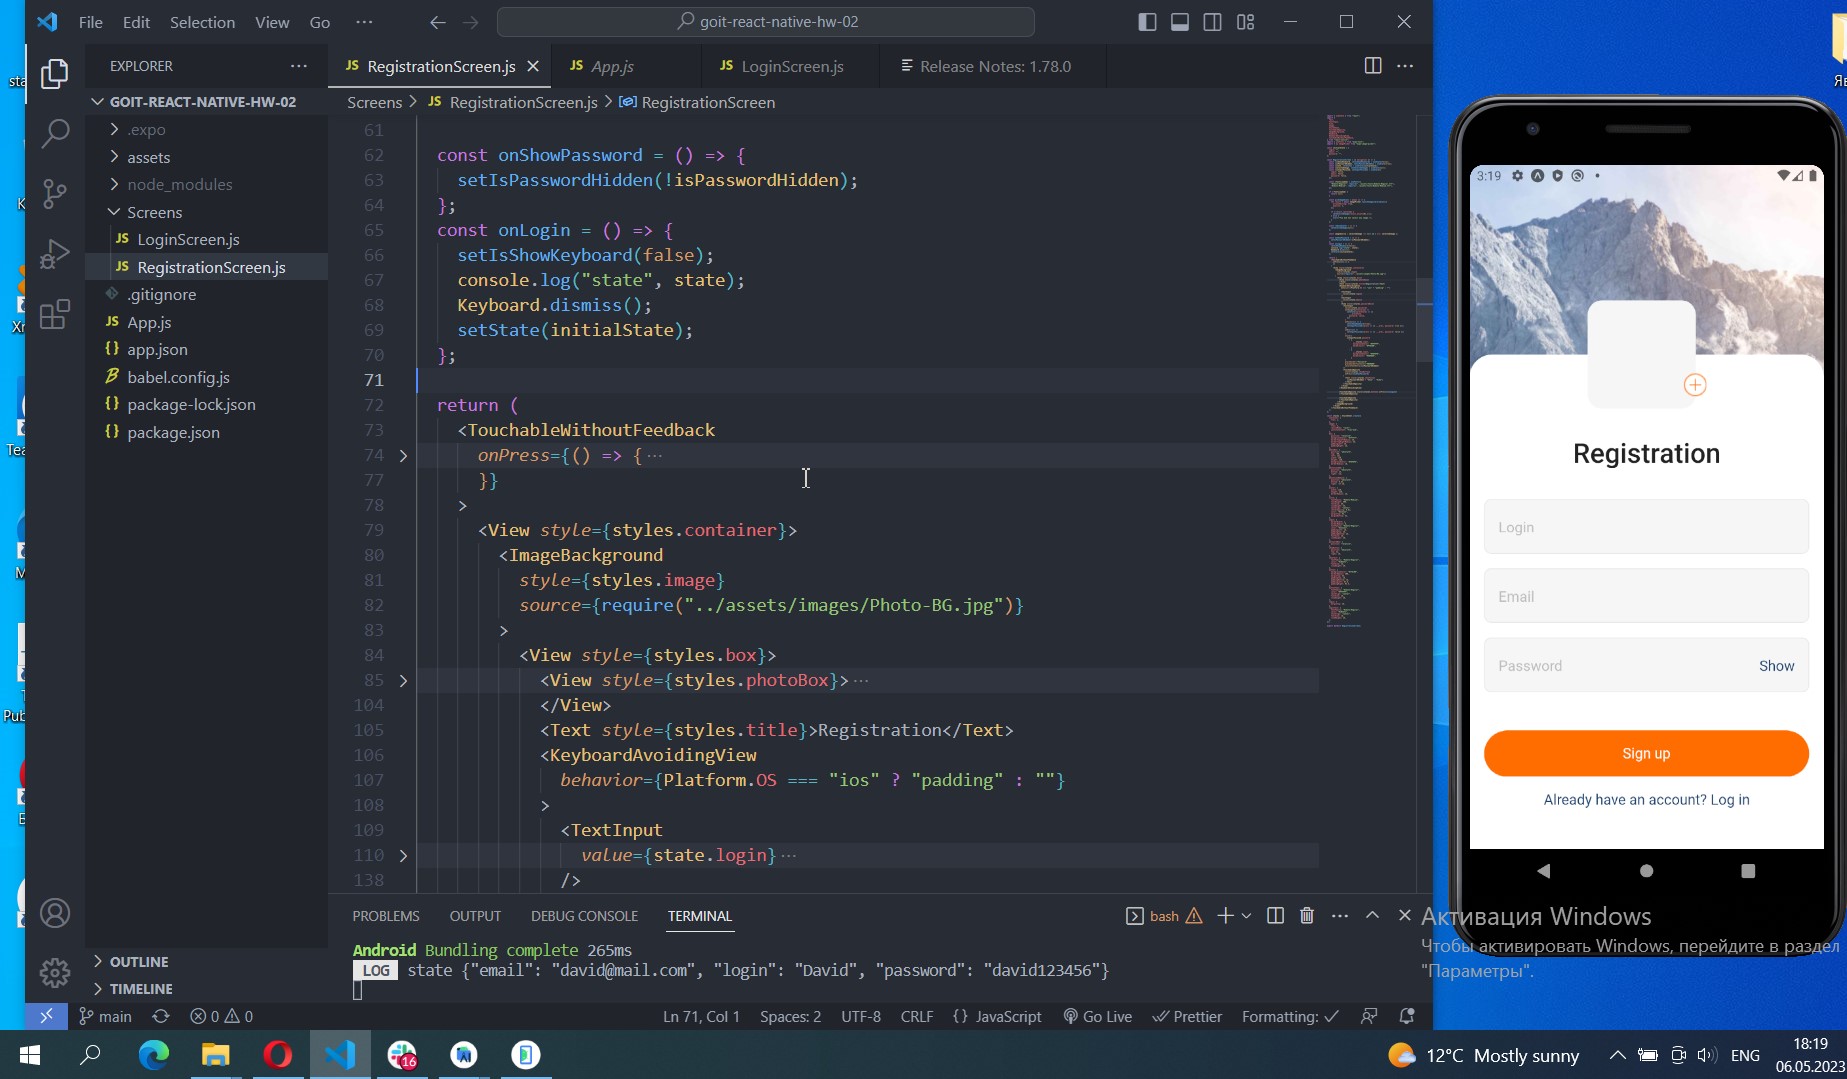 File Edit Selection View Go ···
goit-react-native-hw-02
EXPLORER ···
JS RegistrationScreen.js
JS App.js
JS LoginScreen.js
Release Notes: 1.78.0
GOIT-REACT-NATIVE-HW-02
.expo
assets
node_modules
Screens
JS LoginScreen.js
JS RegistrationScreen.js
.gitignore
JS App.js
{} app.json
babel.config.js
{} package-lock.json
{} package.json
OUTLINE
TIMELINE
Screens > JS RegistrationScreen.js > RegistrationScreen
61
62 const onShowPassword = () => {
63 setIsPasswordHidden(!isPasswordHidden);
64 };
65 const onLogin = () => {
66 setIsShowKeyboard(false);
67 console.log("state", state);
68 Keyboard.dismiss();
69 setState(initialState);
70 };
71
72 return (
73 <TouchableWithoutFeedback
74 onPress={() => { ···
77 }}
78 >
79 <View style={styles.container}>
80 <ImageBackground
81 style={styles.image}
82 source={require("../assets/images/Photo-BG.jpg")}
83 >
84 <View style={styles.box}>
85 <View style={styles.photoBox}> ···
104 </View>
105 <Text style={styles.title}>Registration</Text>
106 <KeyboardAvoidingView
107 behavior={Platform.OS === "ios" ? "padding" : ""}
108 >
109 <TextInput
110 value={state.login} ···
138 />
PROBLEMS OUTPUT DEBUG CONSOLE TERMINAL
bash
Android Bundling complete 265ms
LOG state {"email": "david@mail.com", "login": "David", "password": "david123456"}
main 0 0
Ln 71, Col 1 Spaces: 2 UTF-8 CRLF {} JavaScript Go Live Prettier Formatting:
3:19
Registration
Login
Email
Password Show
Sign up
Already have an account? Log in
Активация Windows
Чтобы активировать Windows, перейдите в раздел
"Параметры".
16
12°C Mostly sunny
ENG
18:19
06.05.2023